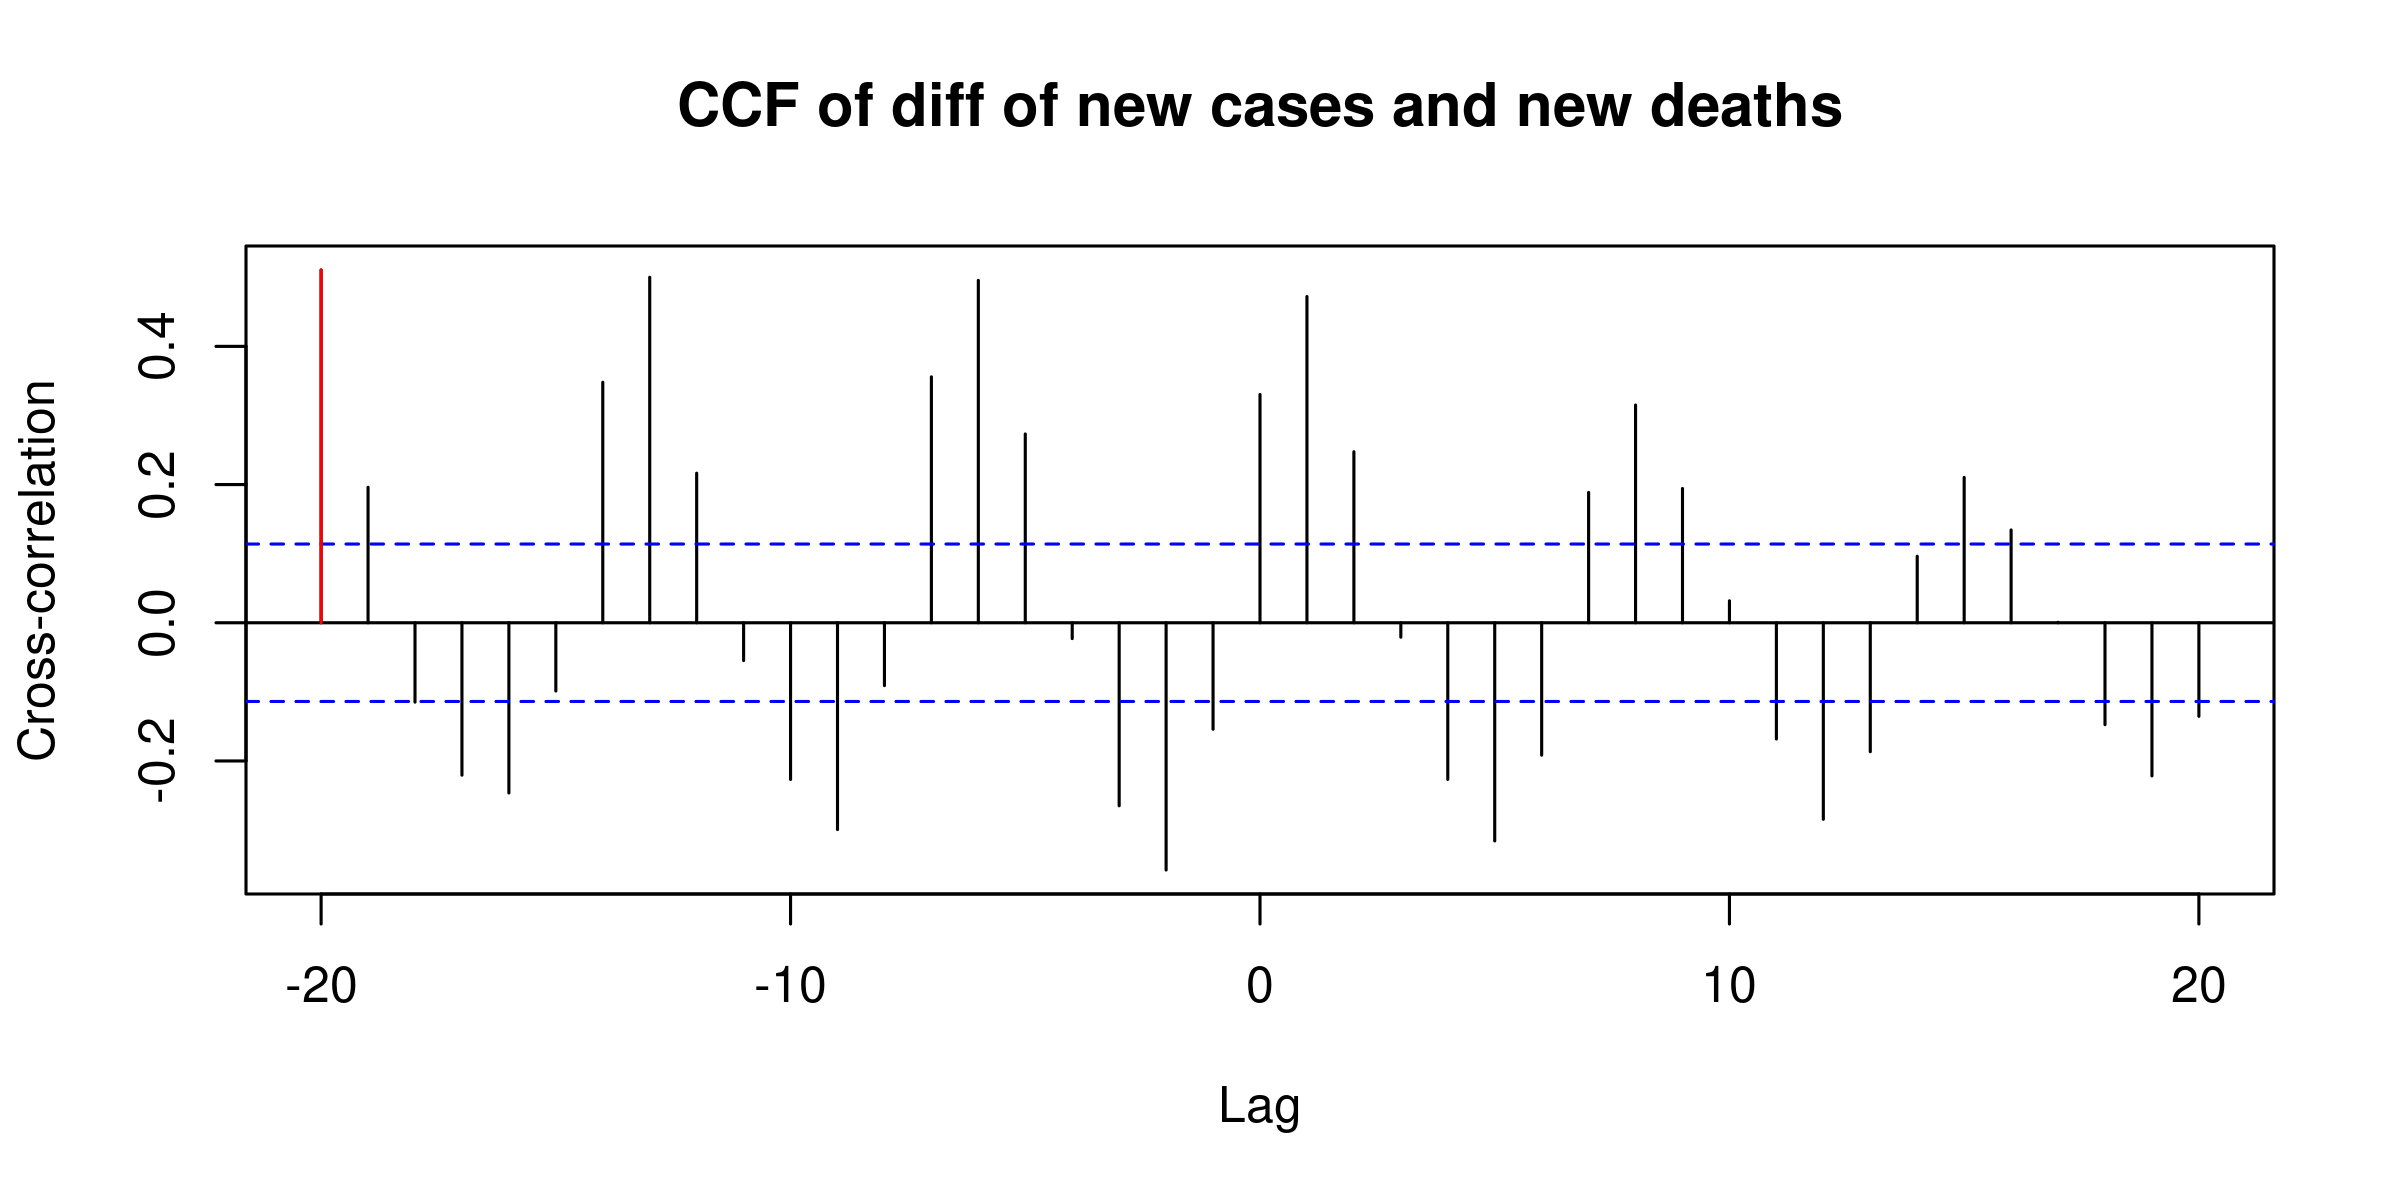 CCF of diff of new cases and new deaths
Cross-correlation
0.4
0.2
0.0
-0.2
-20 -10 0 10 20
Lag